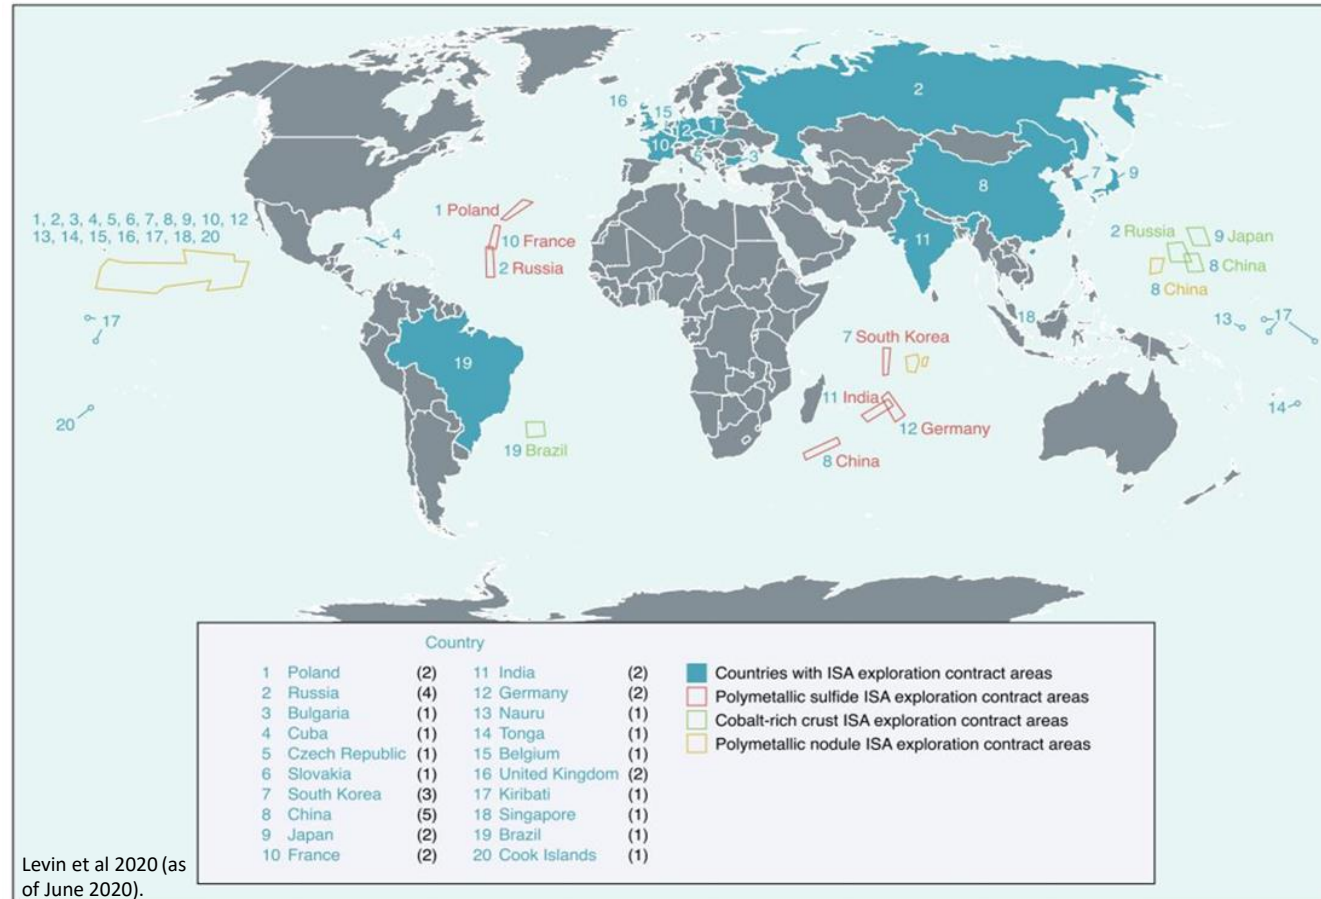 2
16
15
1
12
10
5
3
8
7
9
1 Poland
10 France
2 Russia
4
1, 2, 3, 4, 5, 6, 7, 8, 9, 10, 12
13, 14, 15, 16, 17, 18, 20
11
2 Russia
9 Japan
8 China
8 China
17
18
13
17
7 South Korea
19
11 India
20
14
12 Germany
19 Brazil
8 China
Country
1 Poland (2) 11 India (2)
2 Russia (4) 12 Germany (2)
3 Bulgaria (1) 13 Nauru (1)
4 Cuba (1) 14 Tonga (1)
5 Czech Republic (1) 15 Belgium (1)
6 Slovakia (1) 16 United Kingdom (2)
7 South Korea (3) 17 Kiribati (1)
8 China (5) 18 Singapore (1)
9 Japan (2) 19 Brazil (1)
10 France (2) 20 Cook Islands (1)
Countries with ISA exploration contract areas
Polymetallic sulfide ISA exploration contract areas
Cobalt-rich crust ISA exploration contract areas
Polymetallic nodule ISA exploration contract areas
Levin et al 2020 (as
of June 2020).